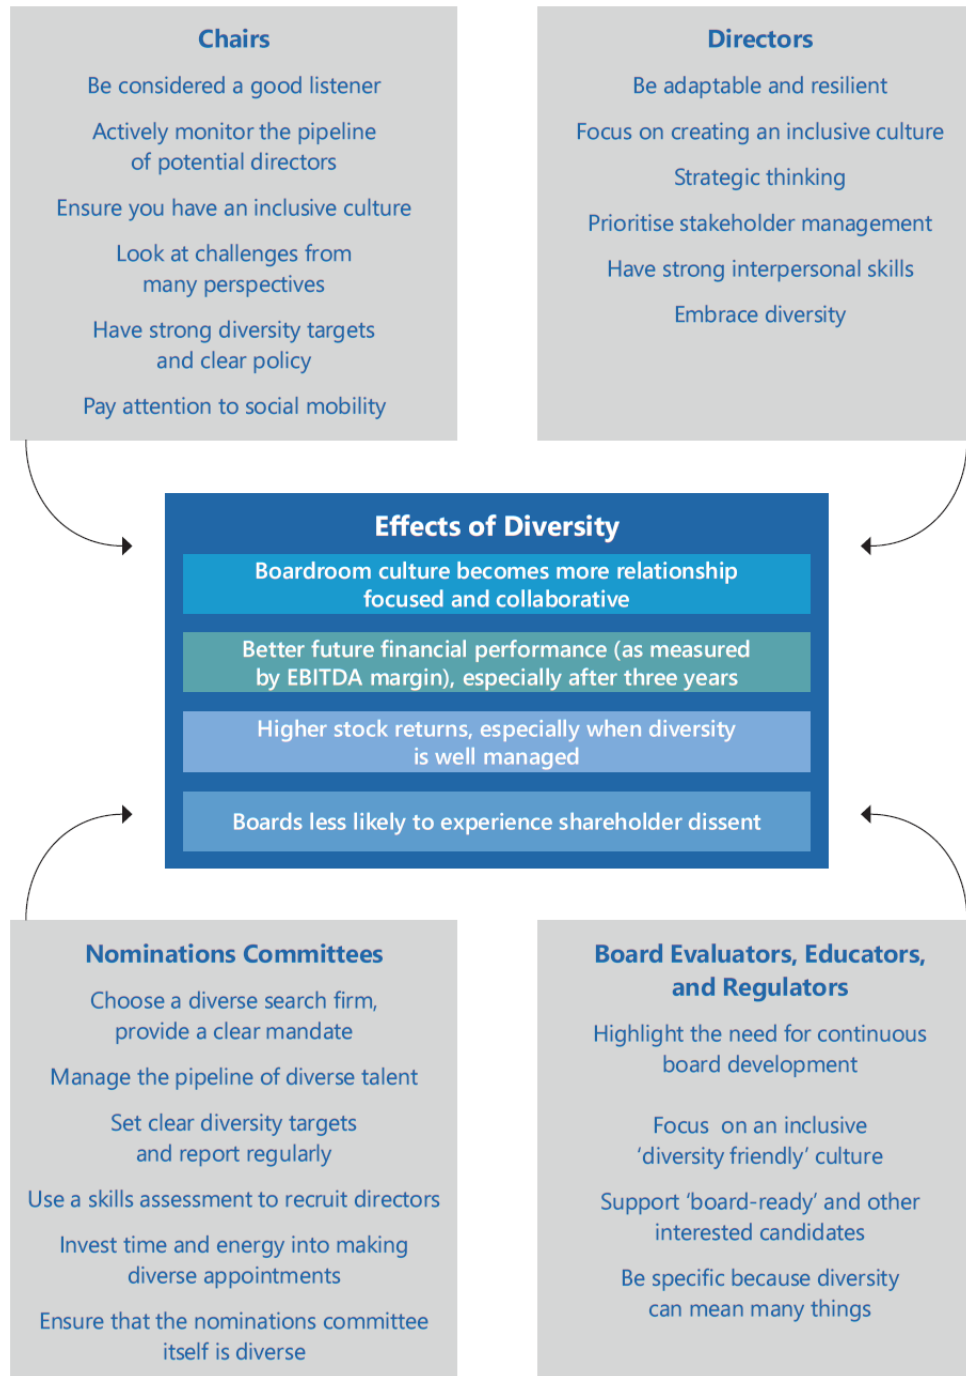 Chairs
Be considered a good listener
Actively monitor the pipeline
of potential directors
Ensure you have an inclusive culture
Look at challenges from
many perspectives
Have strong diversity targets
and clear policy
Pay attention to social mobility
Directors
Be adaptable and resilient
Focus on creating an inclusive culture
Strategic thinking
Prioritise stakeholder management
Have strong interpersonal skills
Embrace diversity
Effects of Diversity
Boardroom culture becomes more relationship
focused and collaborative
Better future financial performance (as measured
by EBITDA margin), especially after three years
Higher stock returns, especially when diversity
is well managed
Boards less likely to experience shareholder dissent
Nominations Committees
Choose a diverse search firm,
provide a clear mandate
Manage the pipeline of diverse talent
Set clear diversity targets
and report regularly
Use a skills assessment to recruit directors
Invest time and energy into making
diverse appointments
Ensure that the nominations committee
itself is diverse
Board Evaluators, Educators,
and Regulators
Highlight the need for continuous
board development
Focus on an inclusive
‘diversity friendly’ culture
Support ‘board-ready’ and other
interested candidates
Be specific because diversity
can mean many things